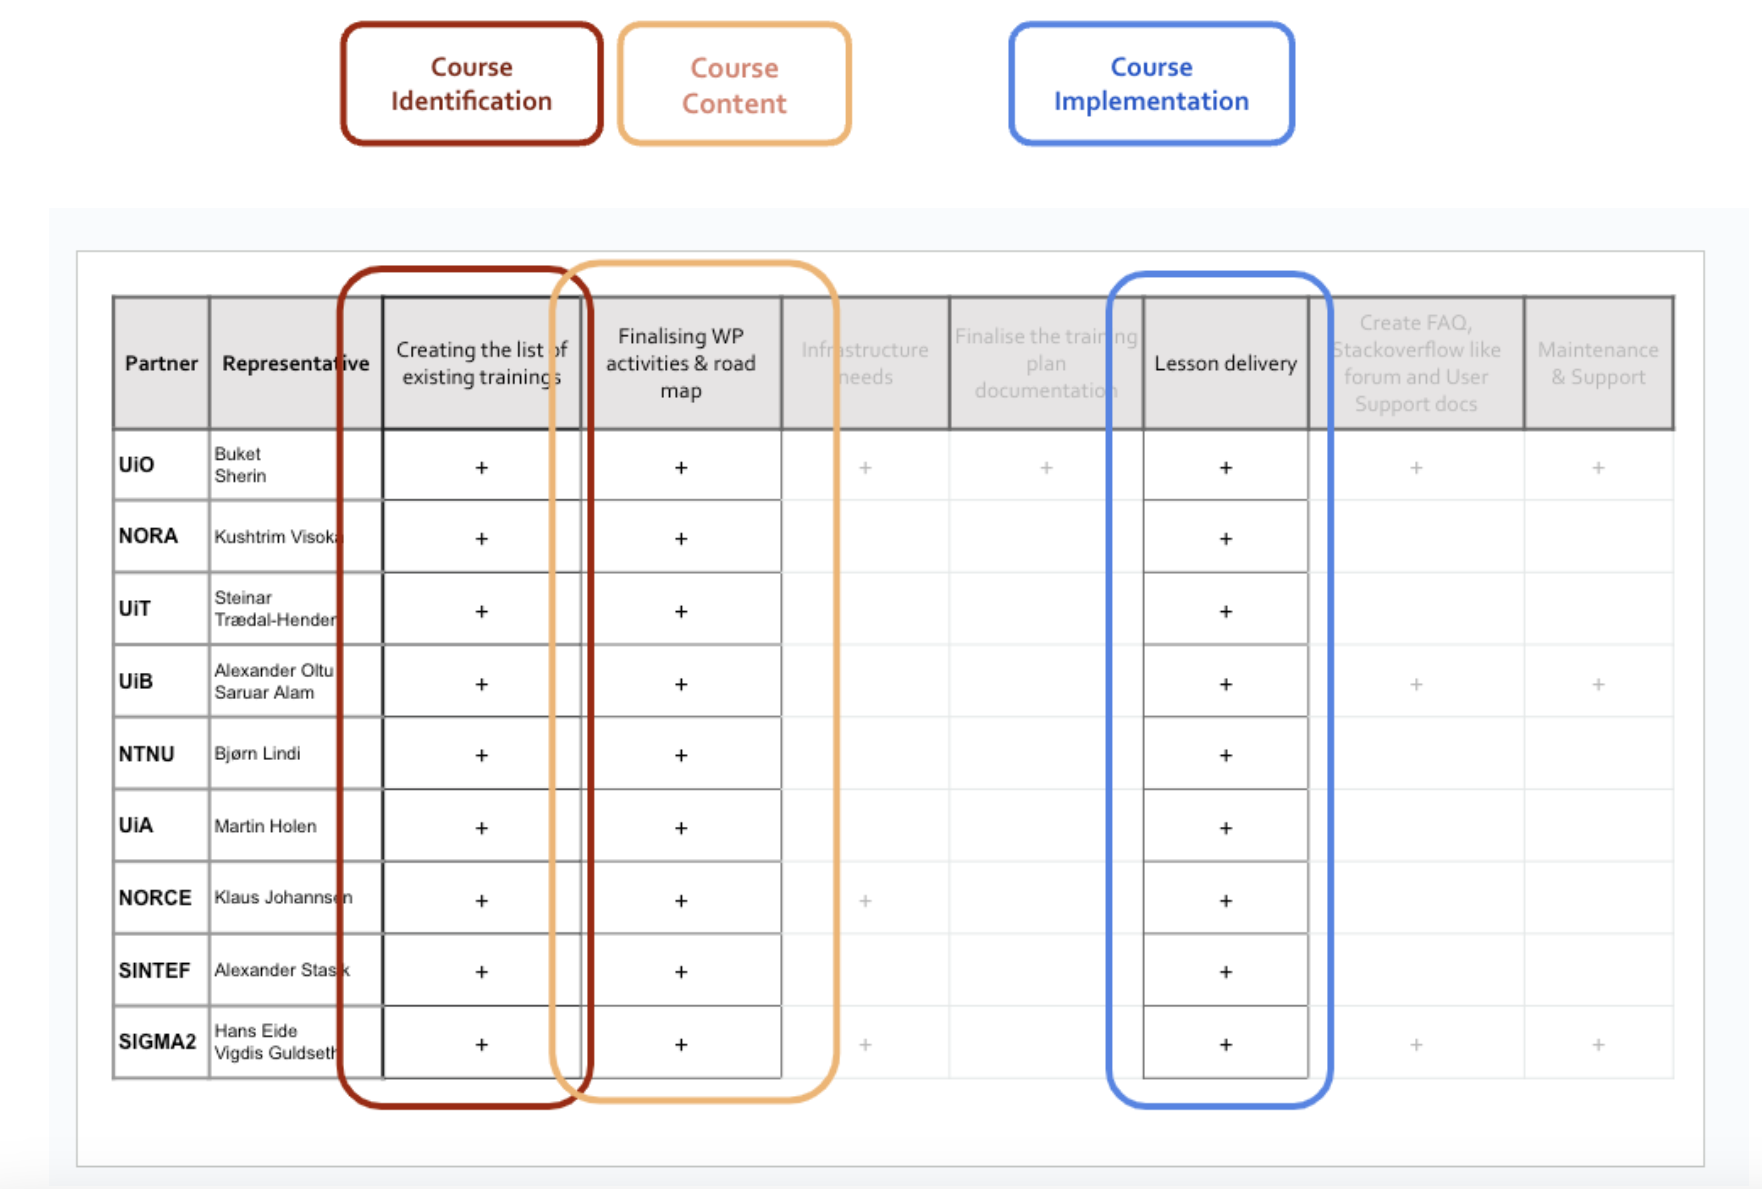 Course
Identification
Course
Content
Course
Implementation
Partner
Representative
Creating the list of
existing trainings
Finalising WP
activities & road
map
Infrastructure
needs
Finalise the training
plan
documentation
Lesson delivery
Create FAQ,
Stackoverflow like
forum and User
Support docs
Maintenance
& Support
UiO
Buket
Sherin
+ + + + + + +
NORA
Kushtrim Visoka
+ + +
UiT
Steinar
Trædal-Henden
+ + +
UiB
Alexander Oltu
Saruar Alam
+ + + + +
NTNU
Bjørn Lindi
+ + +
UiA
Martin Holen
+ + +
NORCE
Klaus Johannsen
+ + + +
SINTEF
Alexander Stasik
+ + +
SIGMA2
Hans Eide
Vigdis Guldseth
+ + + + + +